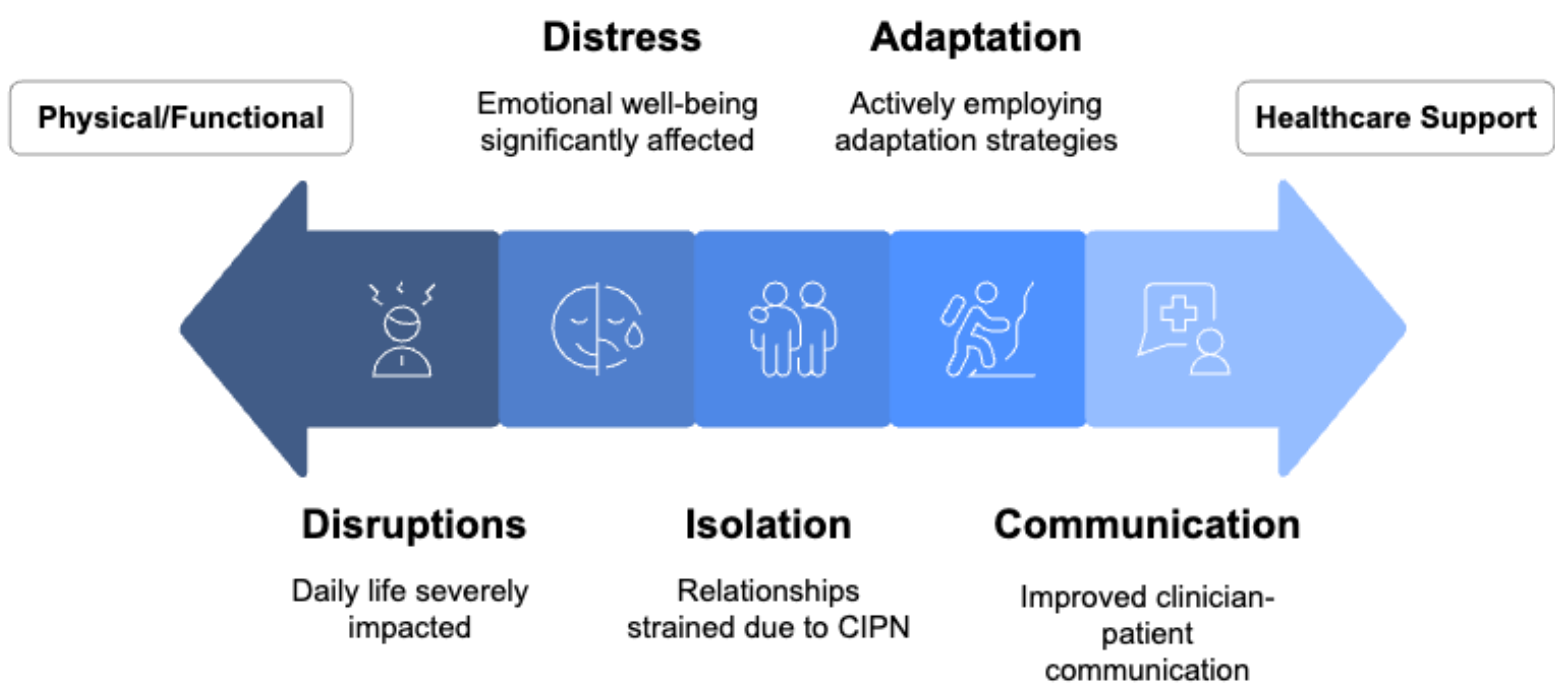 Distress
Adaptation
Physical/Functional
Emotional well-being
significantly affected
Actively employing
adaptation strategies
Healthcare Support
Disruptions
Daily life severely
impacted
Isolation
Relationships
strained due to CIPN
Communication
Improved clinician-
patient
communication